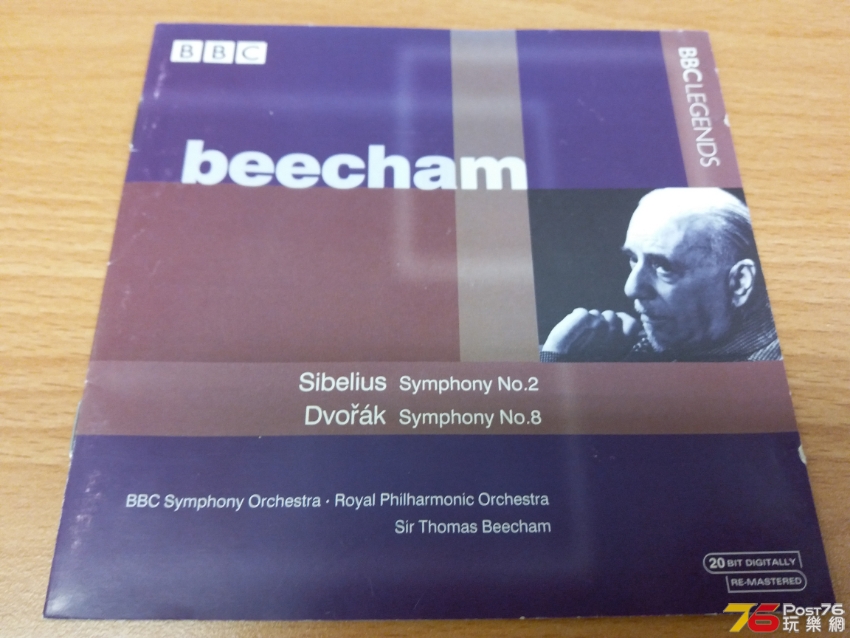 BBC
BBC LEGENDS
beecham
Sibelius Symphony No.2
Dvořák Symphony No.8
BBC Symphony Orchestra · Royal Philharmonic Orchestra
Sir Thomas Beecham
20 BIT DIGITALLY
RE-MASTERED
76 Post76
玩樂網